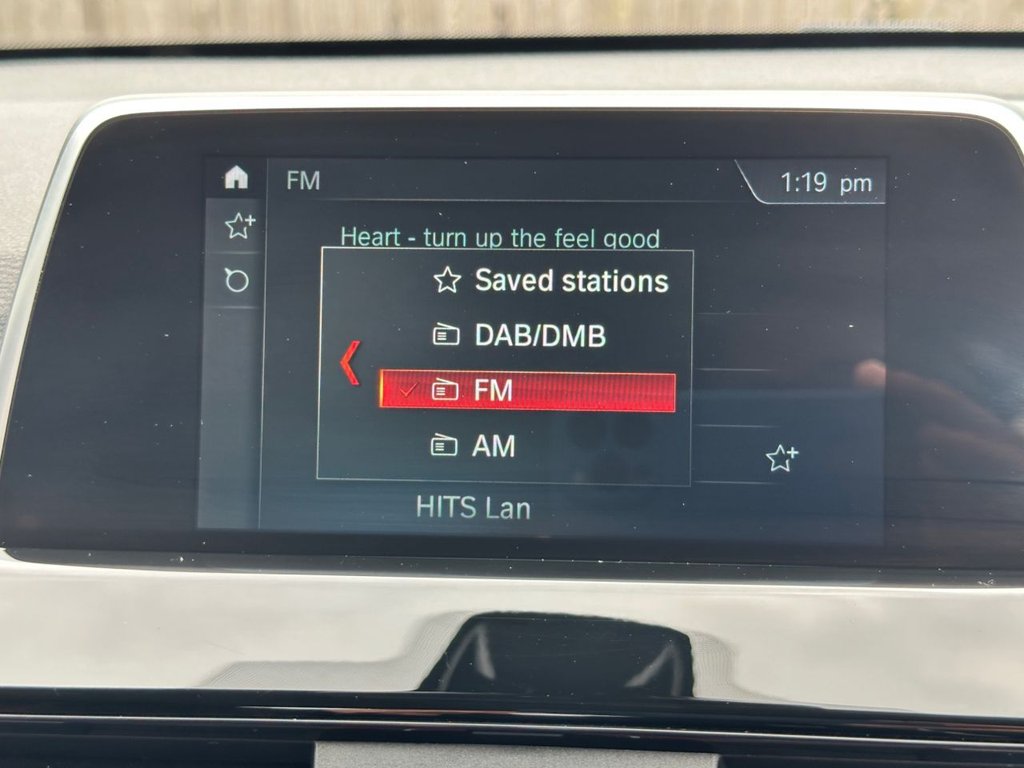 FM
1:19 pm
Heart - turn up the feel good
Saved stations
DAB/DMB
FM
AM
HITS Lan